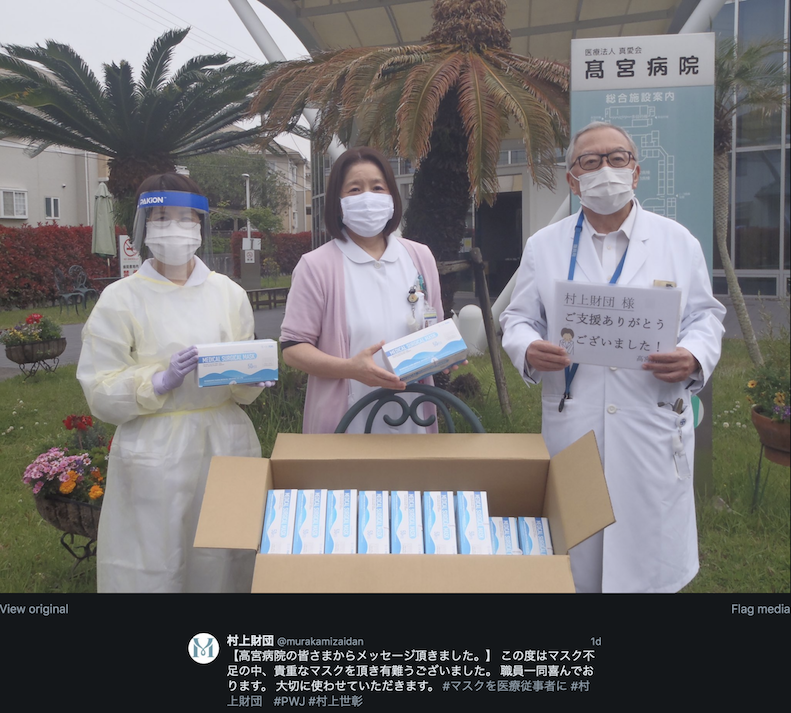 医療法人 真愛会
髙宮病院
総合施設案内
PAKION
MEDICAL SURGICAL MASK
村上財団 様
ご支援ありがとう
ございました！
View original
Flag media
村上財団 @murakamizaidan 1d
【高宮病院の皆さまからメッセージ頂きました。】 この度はマスク不
足の中、貴重なマスクを頂き有難うございました。 職員一同喜んでお
ります。 大切に使わせていただきます。 #マスクを医療従事者に #村
上財団 #PWJ #村上世彰